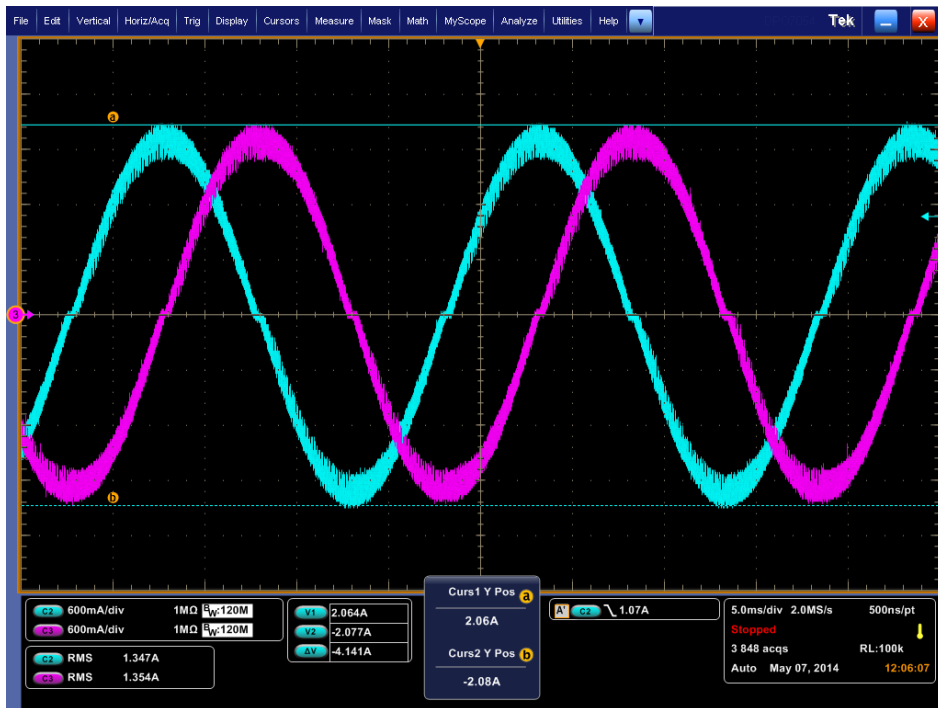 File Edit Vertical Horiz/Acq Trig Display Cursors Measure Mask Math MyScope Analyze Utilities Help Tek X
a
3
b
C2 600mA/div 1MΩ BW:120M
C3 600mA/div 1MΩ BW:120M
C2 RMS 1.347A
C3 RMS 1.354A
V1 2.064A
V2 -2.077A
ΔV -4.141A
Curs1 Y Pos a
2.06A
Curs2 Y Pos b
-2.08A
A' C2 1.07A
5.0ms/div 2.0MS/s 500ns/pt
Stopped
3 848 acqs RL:100k
Auto May 07, 2014 12:06:07